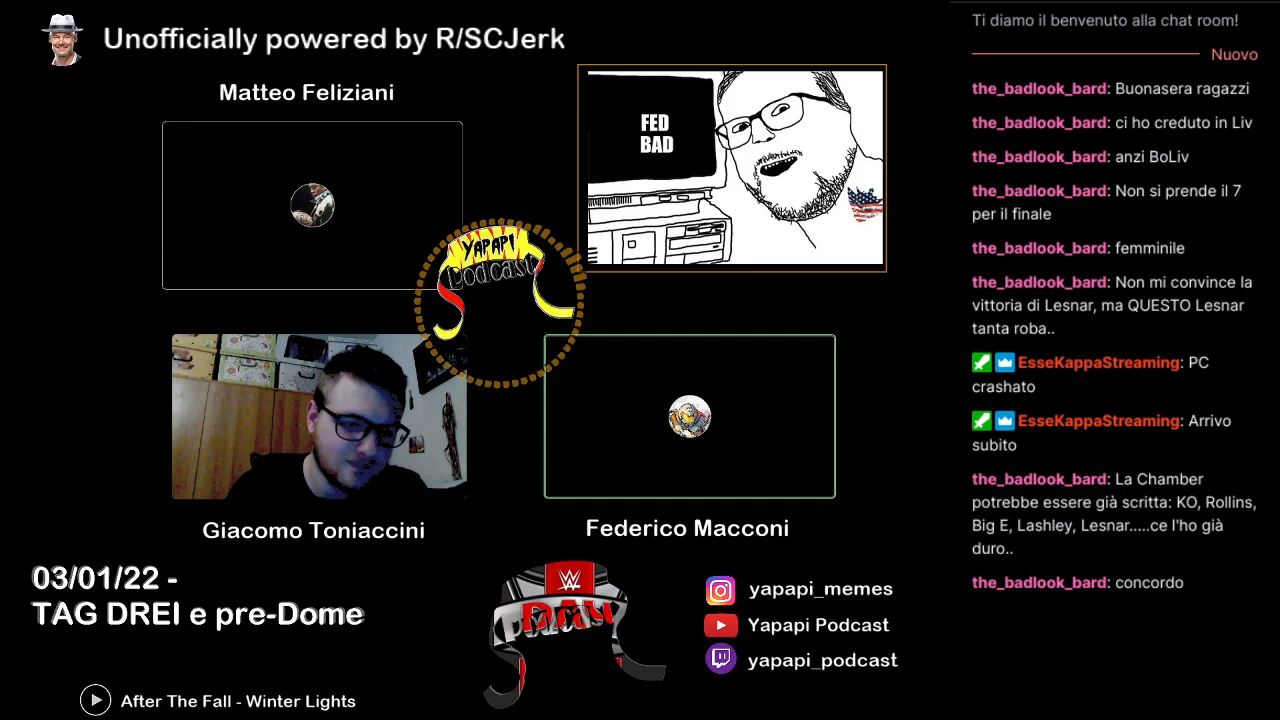 Unofficially powered by R/SCJerk
Matteo Feliziani
FED
BAD
YAPAPI
Podcast
Giacomo Toniaccini
Federico Macconi
03/01/22 -
TAG DREI e pre-Dome
W
RAW
PODCAST
yapapi_memes
Yapapi Podcast
yapapi_podcast
After The Fall - Winter Lights
Ti diamo il benvenuto alla chat room!
Nuovo
the_badlook_bard: Buonasera ragazzi
the_badlook_bard: ci ho creduto in Liv
the_badlook_bard: anzi BoLiv
the_badlook_bard: Non si prende il 7
per il finale
the_badlook_bard: femminile
the_badlook_bard: Non mi convince la
vittoria di Lesnar, ma QUESTO Lesnar
tanta roba..
EsseKappaStreaming: PC
crashato
EsseKappaStreaming: Arrivo
subito
the_badlook_bard: La Chamber
potrebbe essere già scritta: KO, Rollins,
Big E, Lashley, Lesnar.....ce l'ho già
duro..
the_badlook_bard: concordo